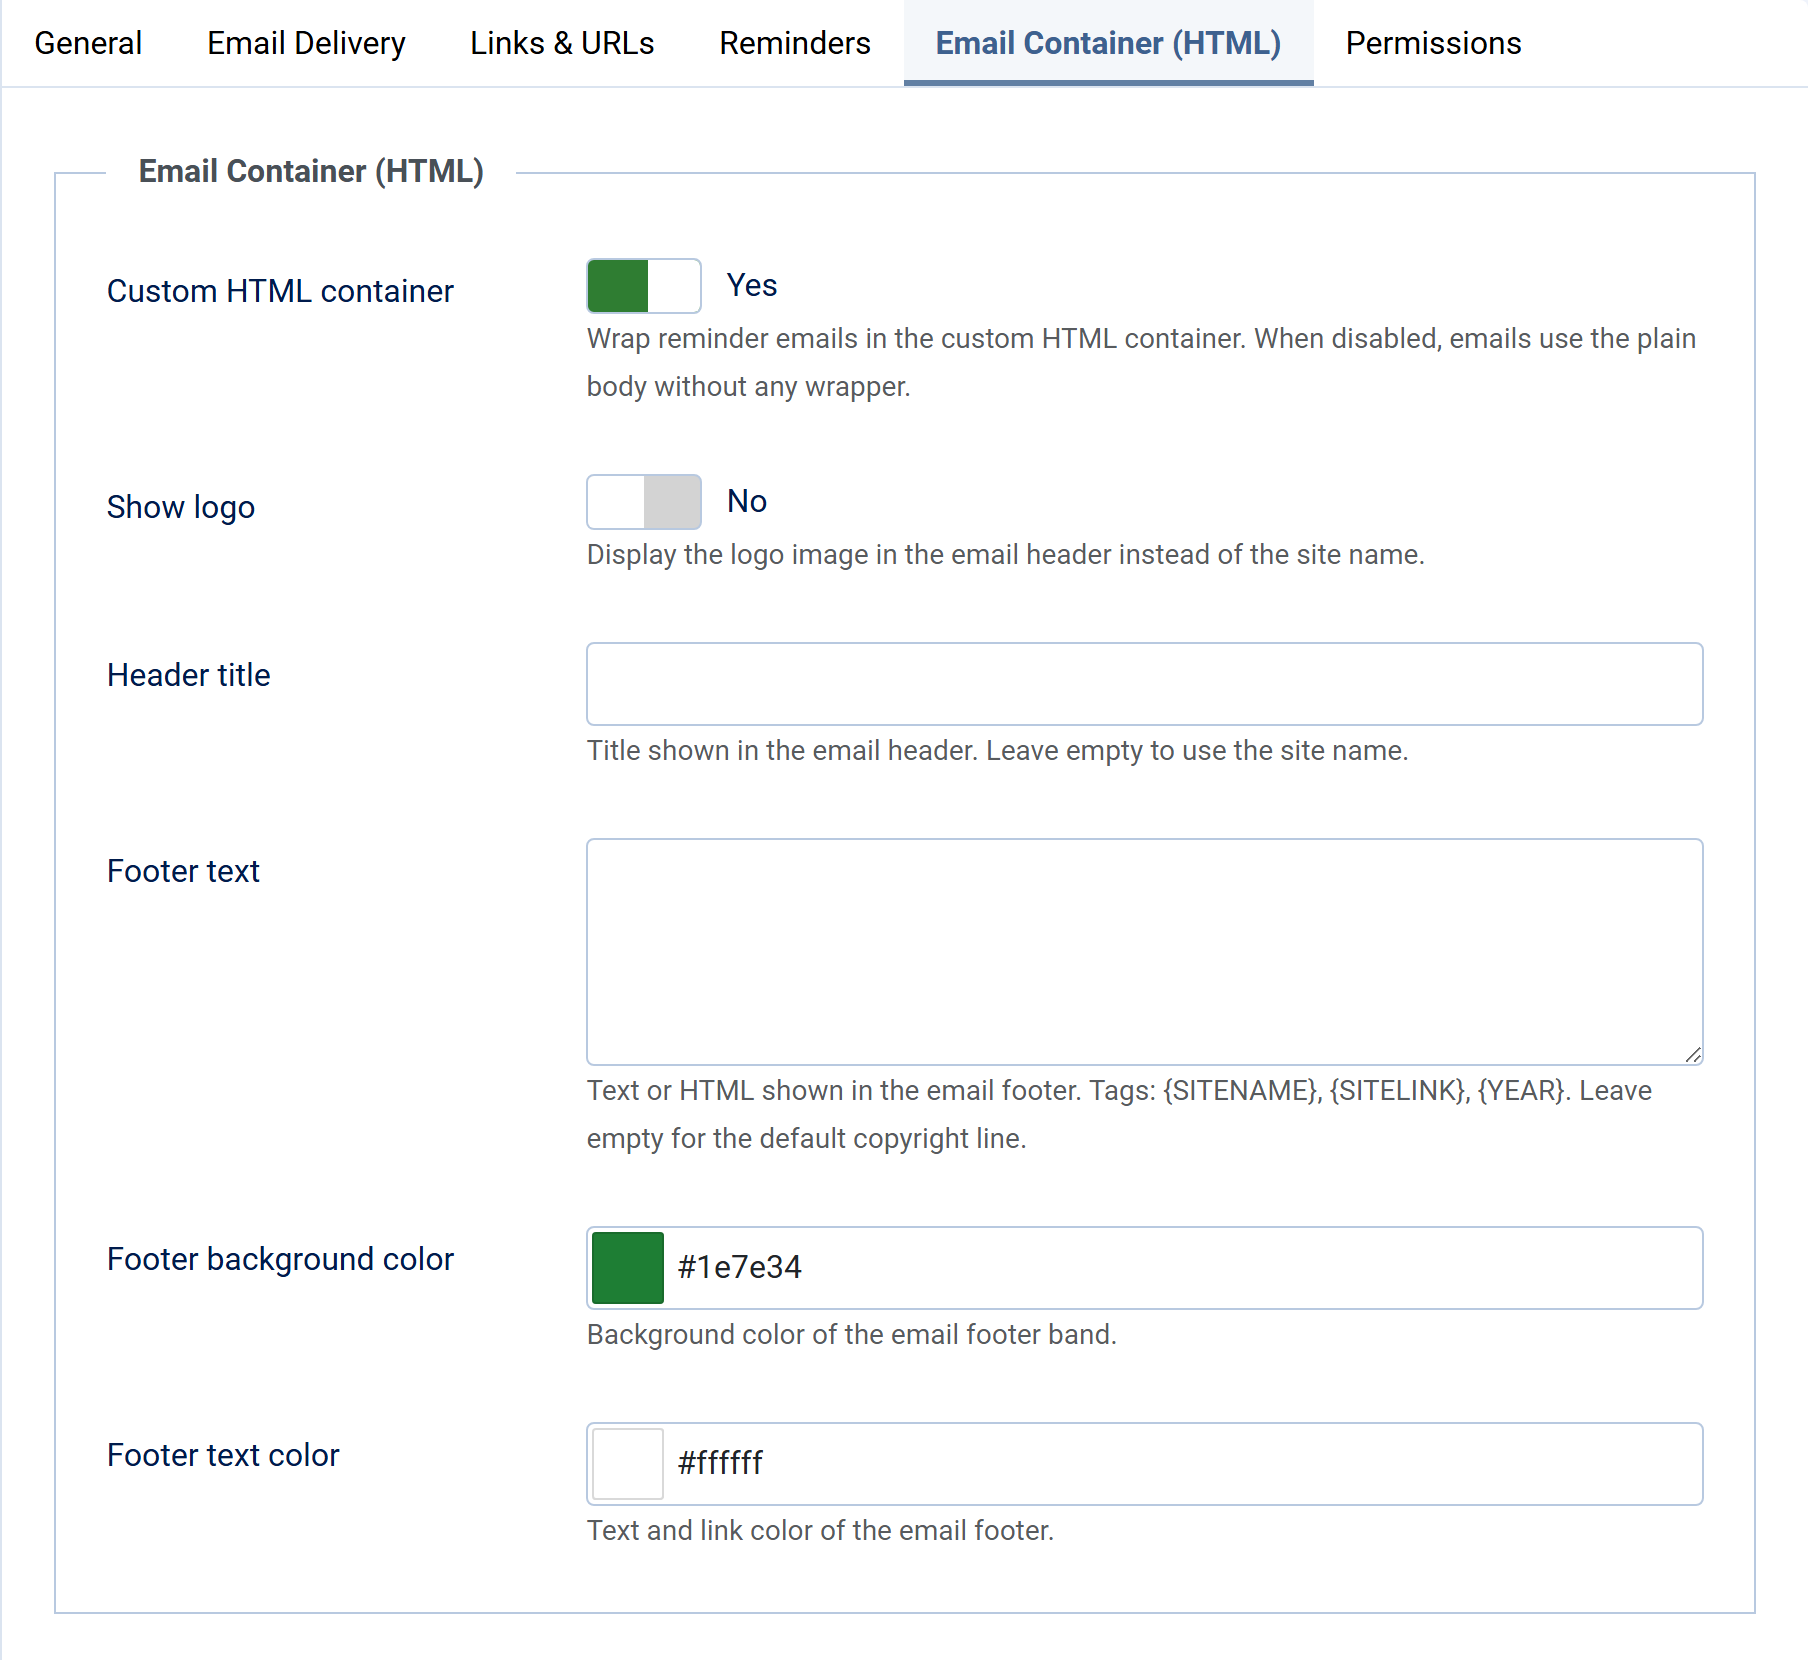 General
Email Delivery
Links & URLs
Reminders
Email Container (HTML)
Permissions
Email Container (HTML)
Custom HTML container
Yes
Wrap reminder emails in the custom HTML container. When disabled, emails use the plain
body without any wrapper.
Show logo
No
Display the logo image in the email header instead of the site name.
Header title
Title shown in the email header. Leave empty to use the site name.
Footer text
Text or HTML shown in the email footer. Tags: {SITENAME}, {SITELINK}, {YEAR}. Leave
empty for the default copyright line.
Footer background color
#1e7e34
Background color of the email footer band.
Footer text color
#ffffff
Text and link color of the email footer.